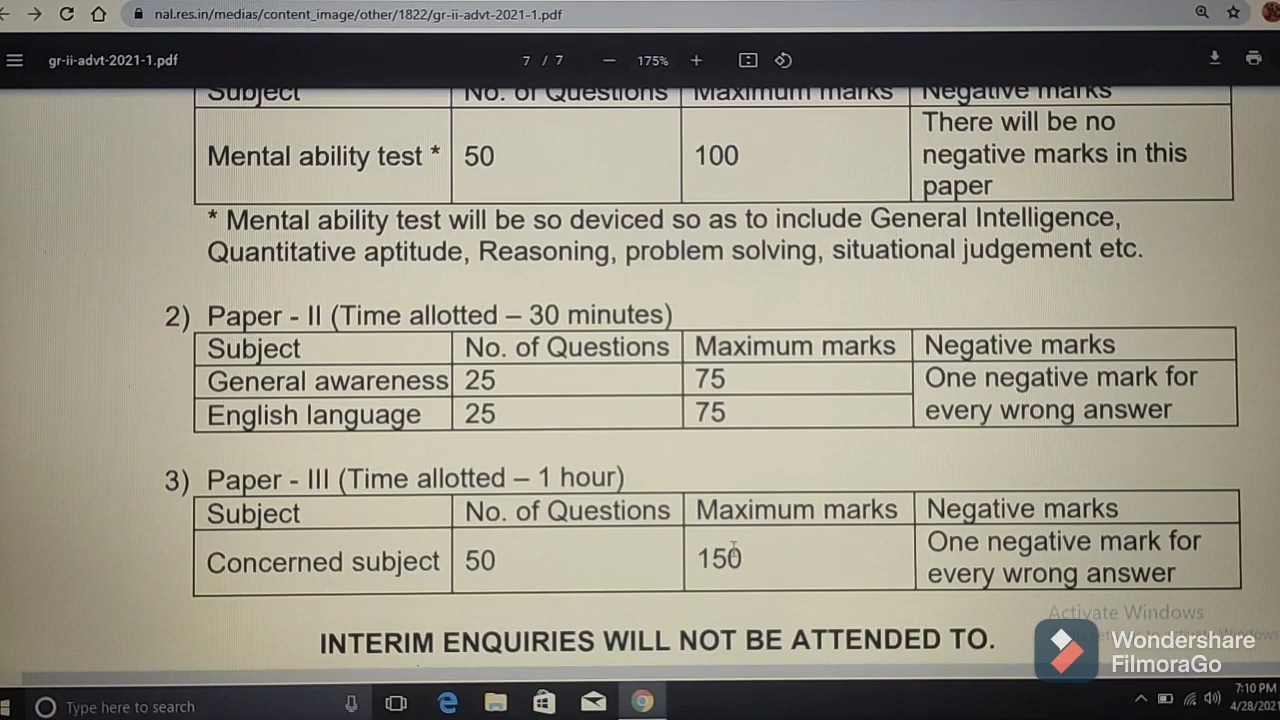 nal.res.in/medias/content_image/other/1822/gr-ii-advt-2021-1.pdf
gr-ii-advt-2021-1.pdf 7 / 7 175%
Subject No. of Questions Maximum marks Negative marks
Mental ability test * 50 100 There will be no
negative marks in this
paper
* Mental ability test will be so deviced so as to include General Intelligence,
Quantitative aptitude, Reasoning, problem solving, situational judgement etc.
2) Paper - II (Time allotted – 30 minutes)
Subject No. of Questions Maximum marks Negative marks
General awareness 25 75 One negative mark for
English language 25 75 every wrong answer
3) Paper - III (Time allotted – 1 hour)
Subject No. of Questions Maximum marks Negative marks
Concerned subject 50 150 One negative mark for
every wrong answer
Activate Windows
INTERIM ENQUIRIES WILL NOT BE ATTENDED TO.
Wondershare
FilmoraGo
Type here to search
7:10 PM
4/28/202